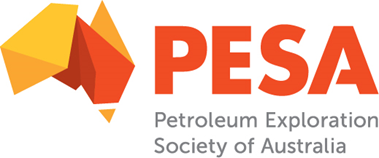 PESA
Petroleum Exploration
Society of Australia